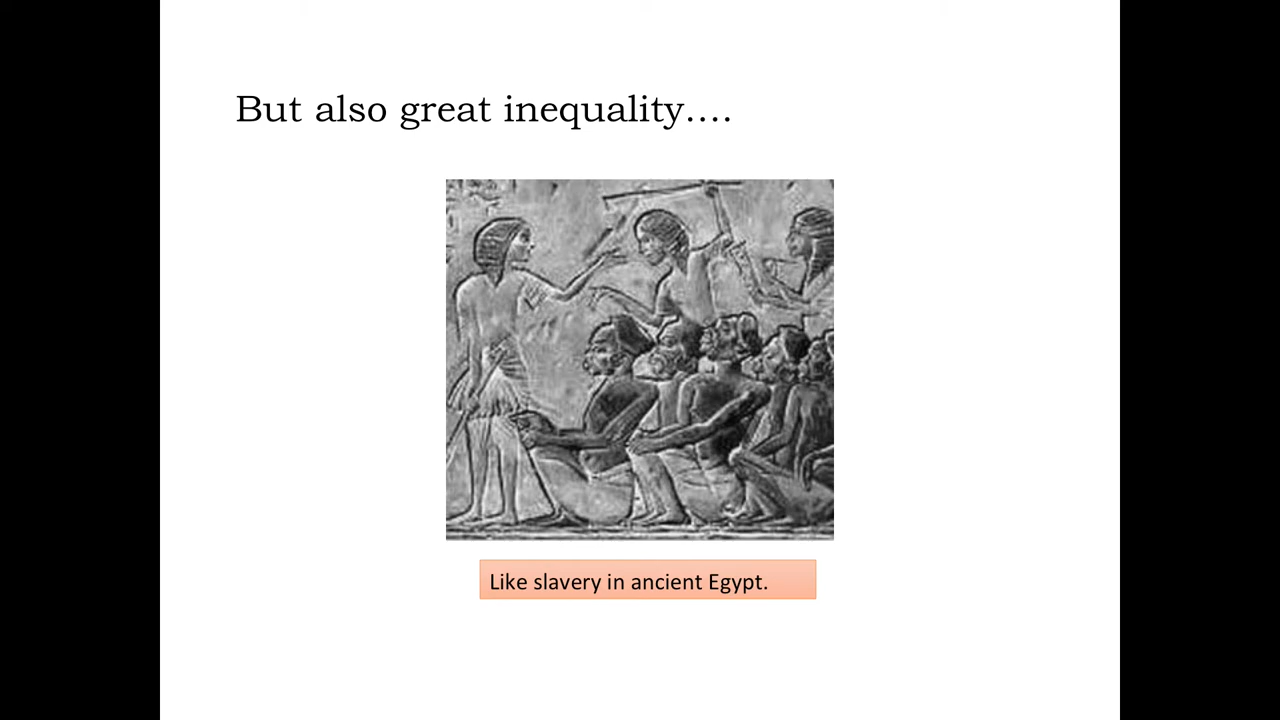 But also great inequality….
Like slavery in ancient Egypt.